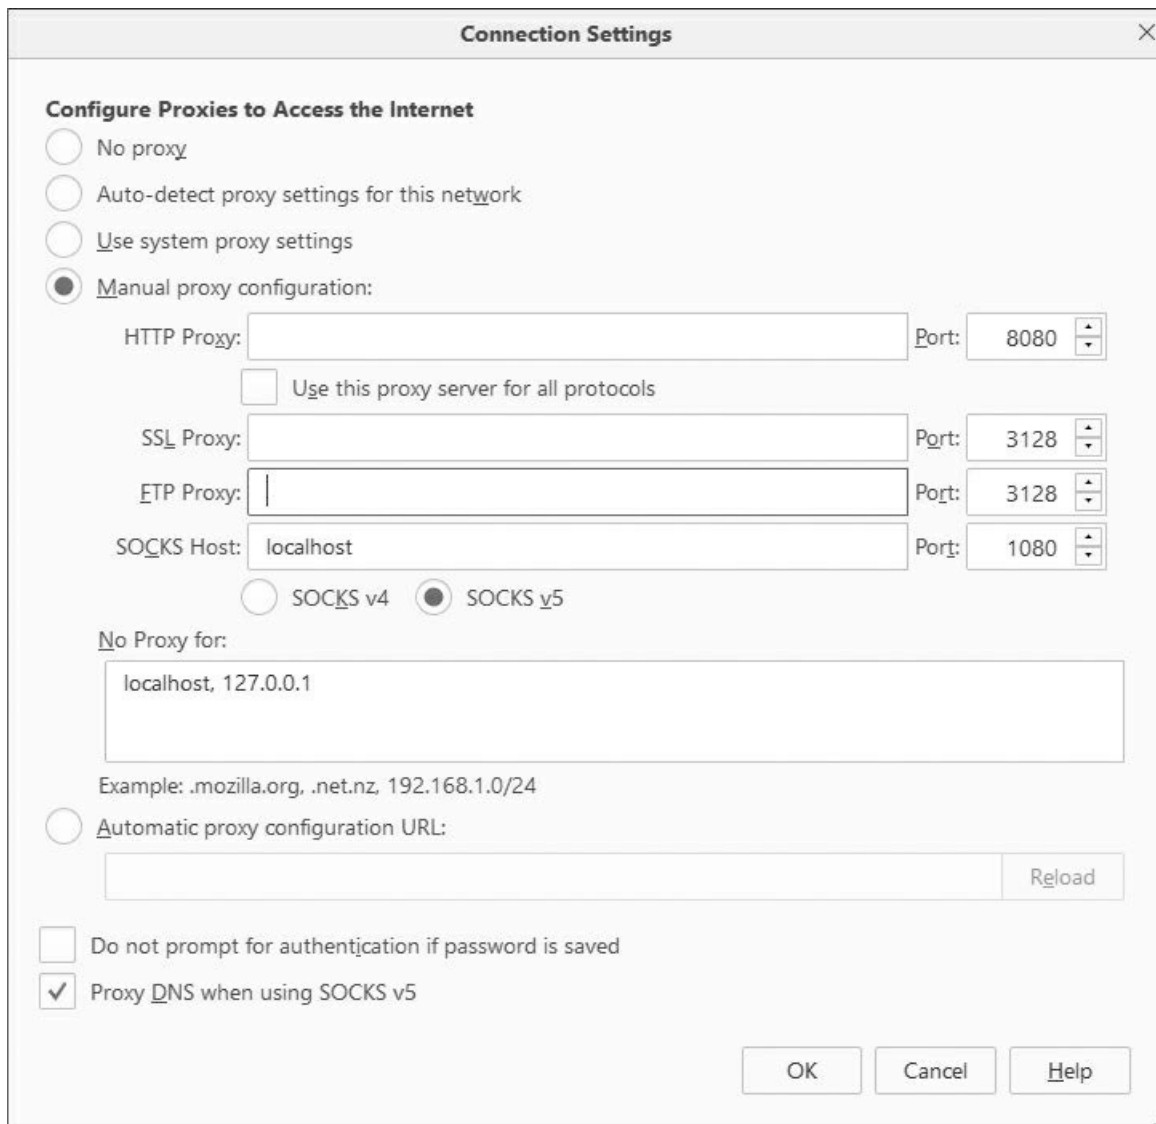 Connection Settings
Configure Proxies to Access the Internet
No proxy
Auto-detect proxy settings for this network
Use system proxy settings
Manual proxy configuration:
HTTP Proxy: Port: 8080
Use this proxy server for all protocols
SSL Proxy: Port: 3128
FTP Proxy: Port: 3128
SOCKS Host: localhost Port: 1080
SOCKS v4 SOCKS v5
No Proxy for:
localhost, 127.0.0.1
Example: .mozilla.org, .net.nz, 192.168.1.0/24
Automatic proxy configuration URL:
Reload
Do not prompt for authentication if password is saved
Proxy DNS when using SOCKS v5
OK Cancel Help